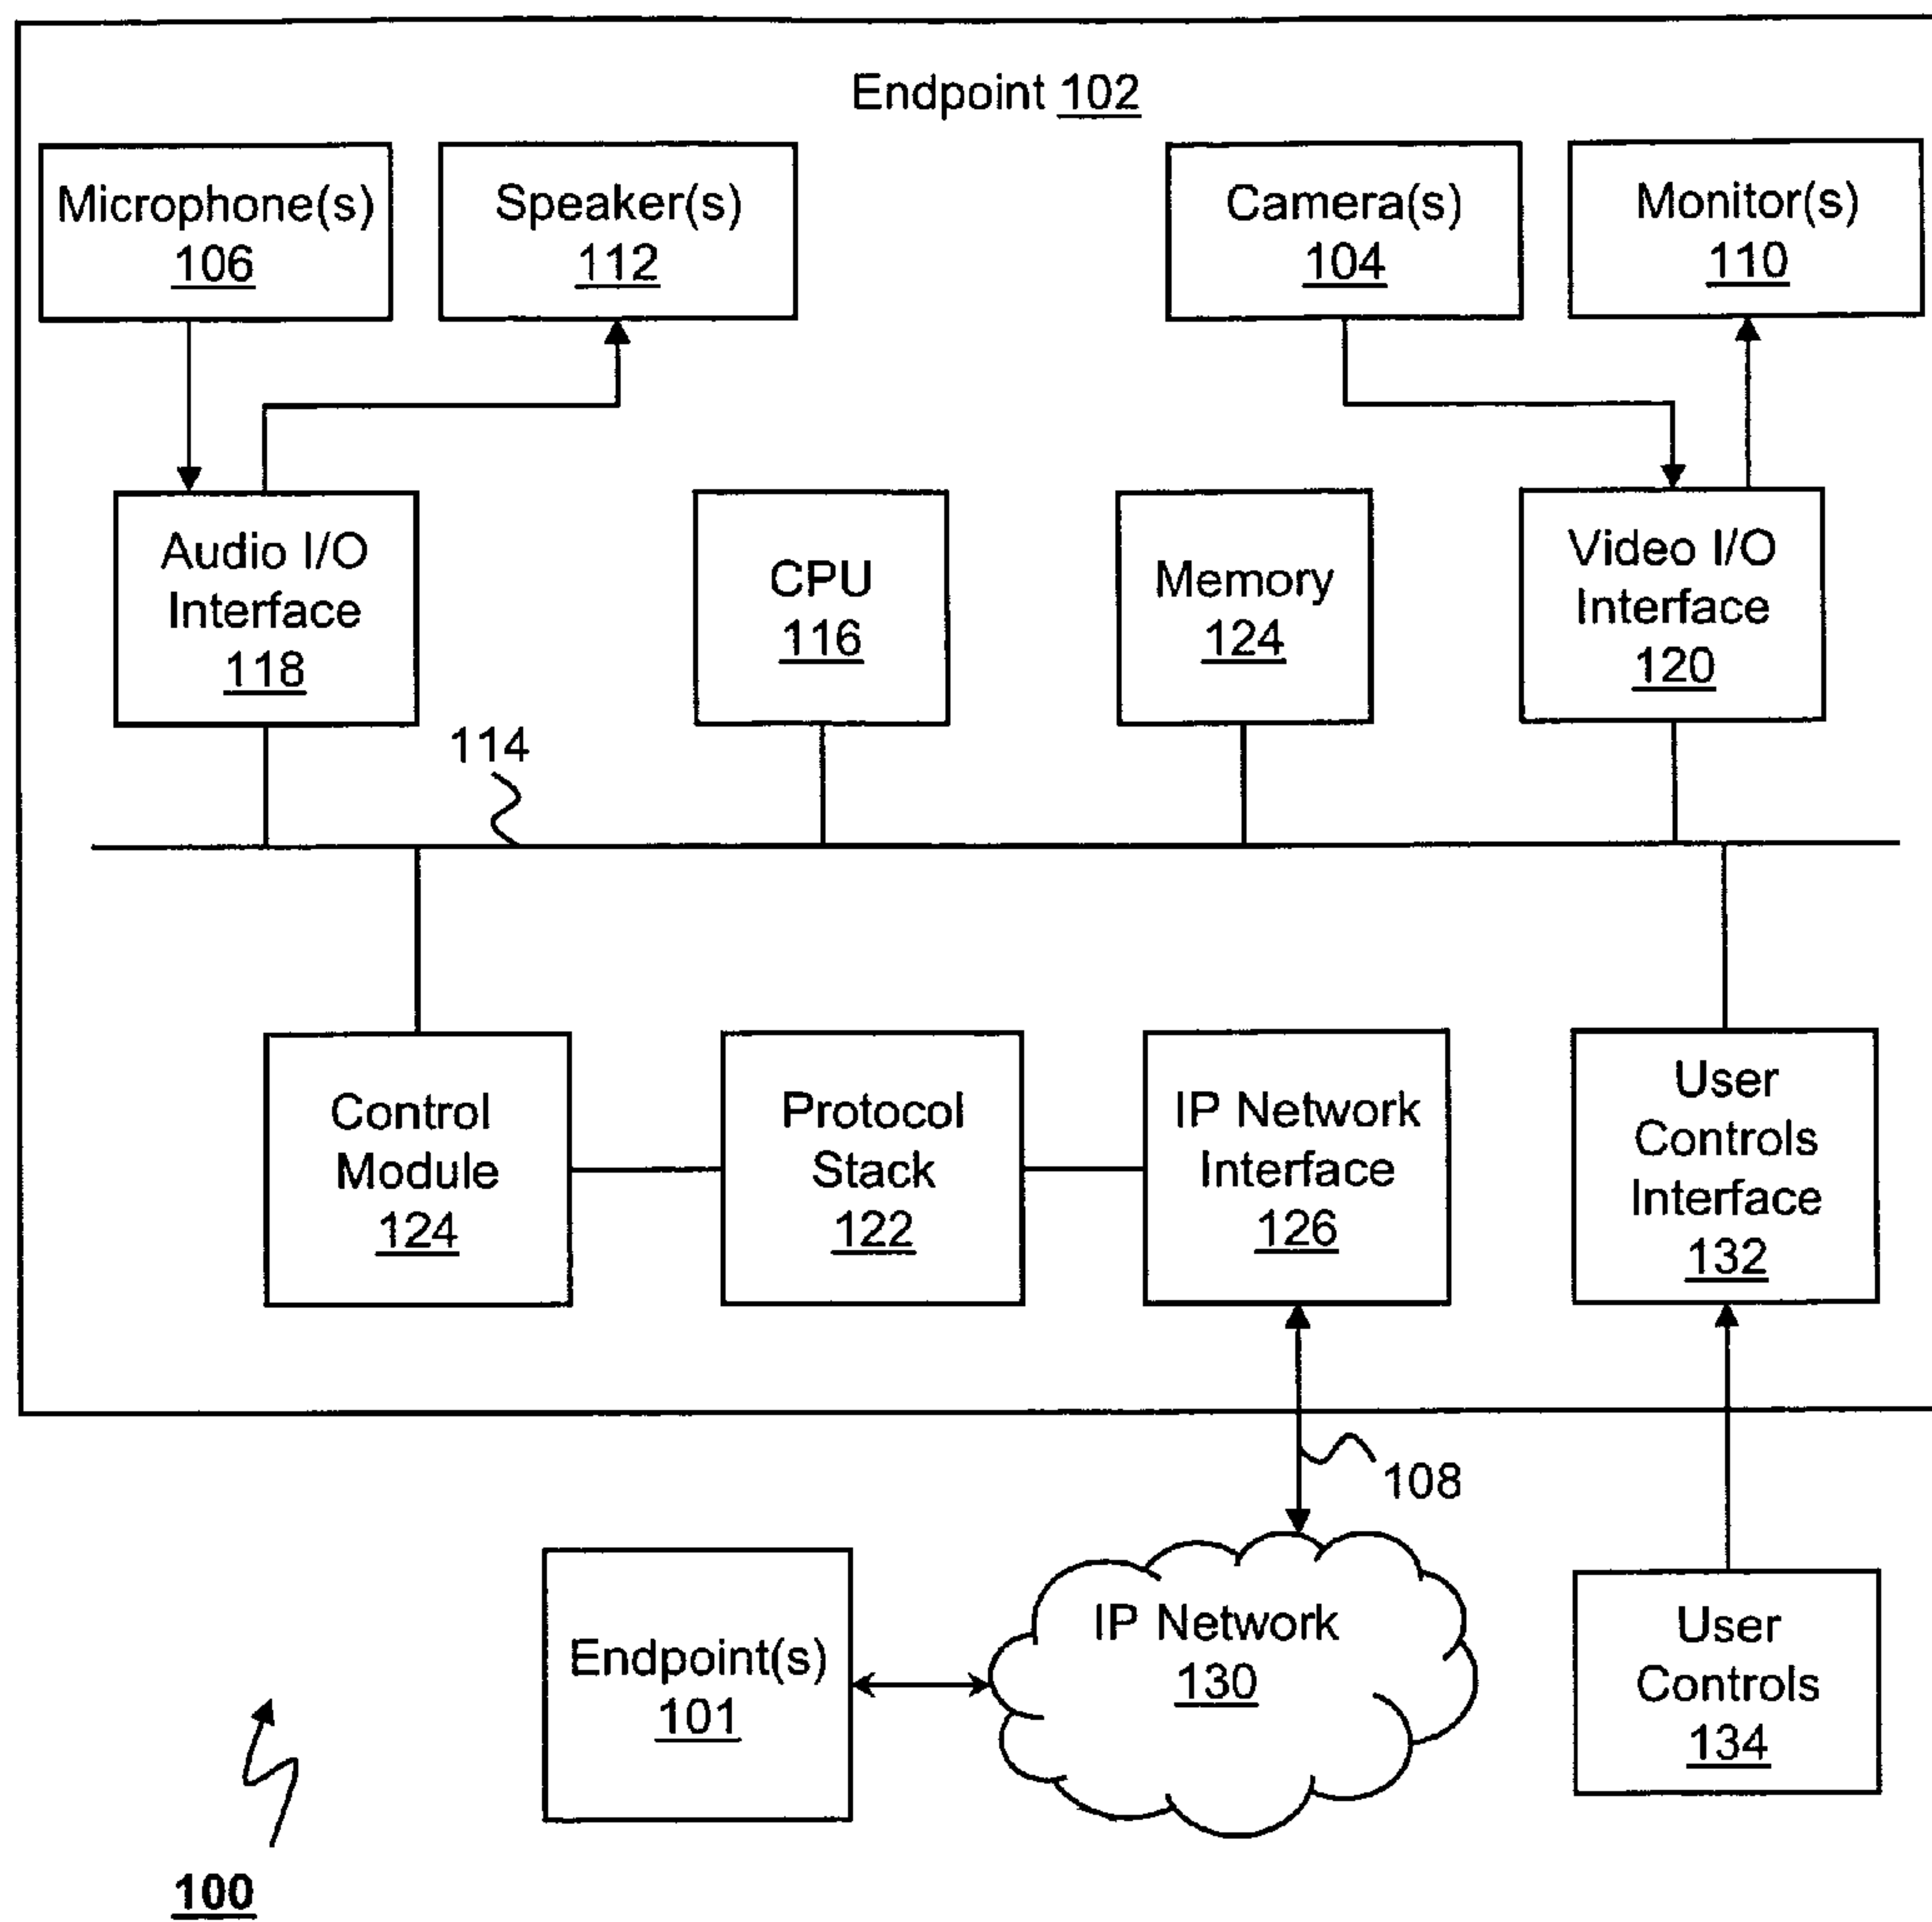 Endpoint 102
Microphone(s)
106
Speaker(s)
112
Camera(s)
104
Monitor(s)
110
Audio I/O
Interface
118
CPU
116
Memory
124
Video I/O
Interface
120
114
Control
Module
124
Protocol
Stack
122
IP Network
Interface
126
User
Controls
Interface
132
108
Endpoint(s)
101
IP Network
130
User
Controls
134
100